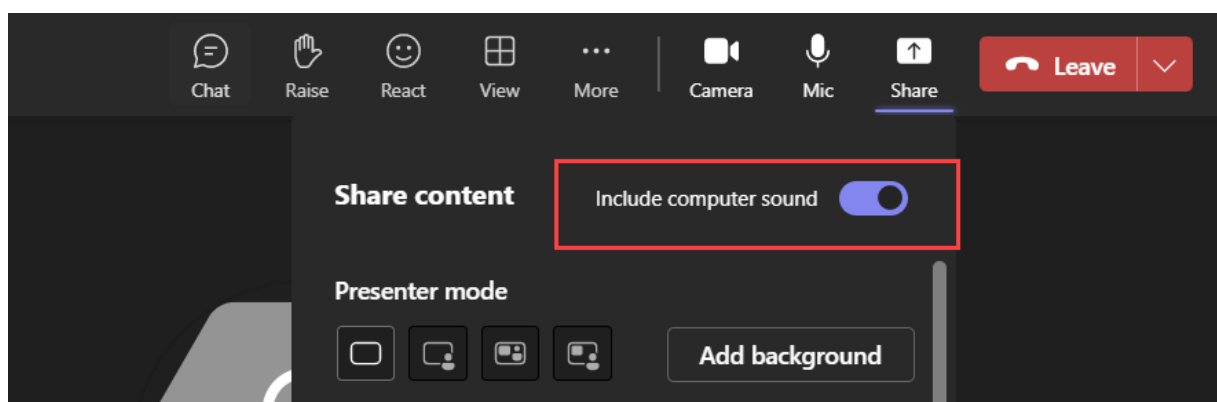 Chat Raise React View More Camera Mic Share Leave
Share content Include computer sound
Presenter mode
Add background